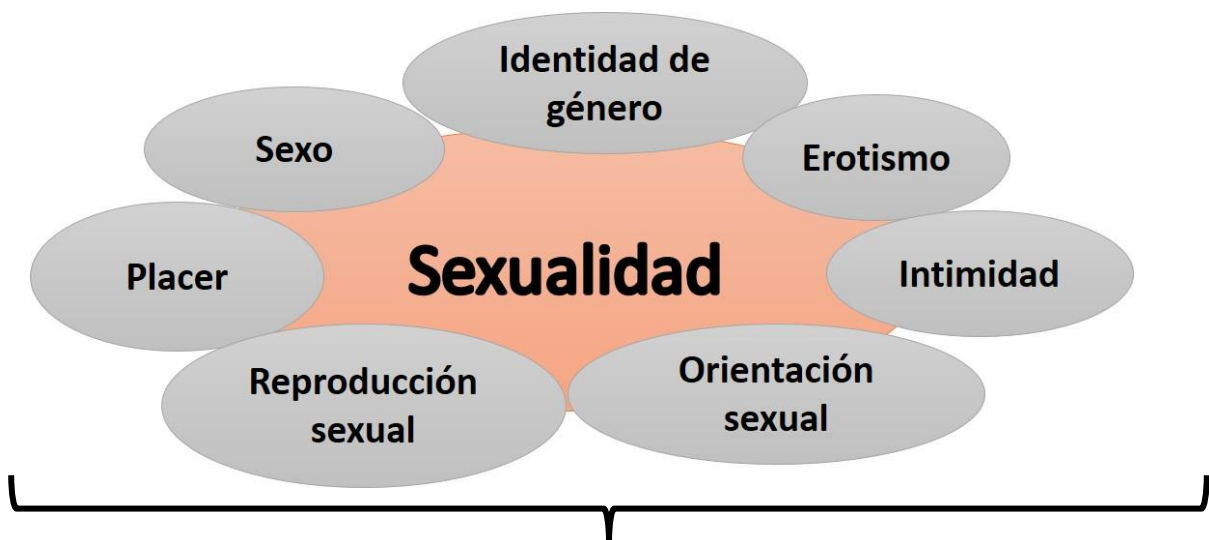 Identidad de
género
Sexo
Erotismo
Sexualidad
Placer
Intimidad
Reproducción
sexual
Orientación
sexual